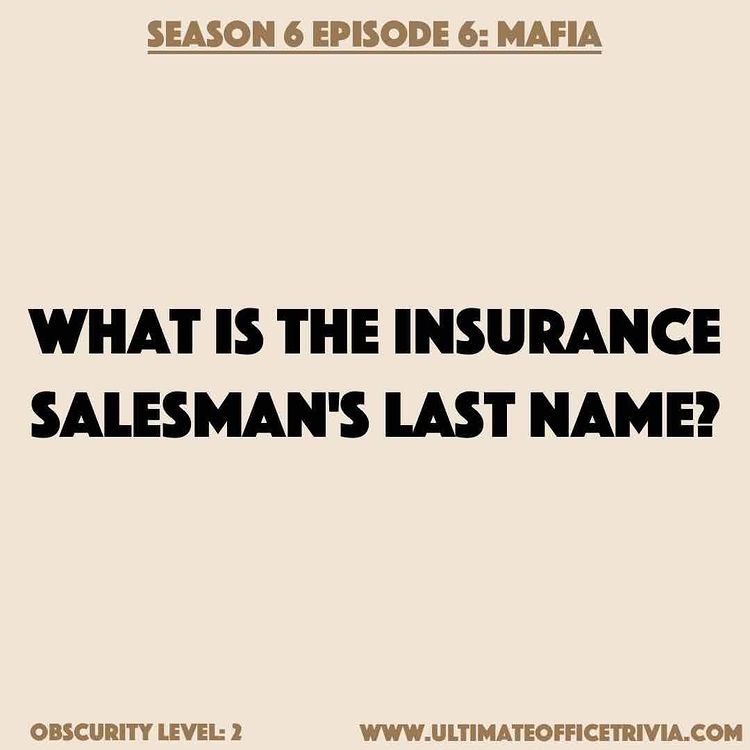 SEASON 6 EPISODE 6: MAFIA
WHAT IS THE INSURANCE
SALESMAN'S LAST NAME?
OBSCURITY LEVEL: 2
WWW.ULTIMATEOFFICETRIVIA.COM